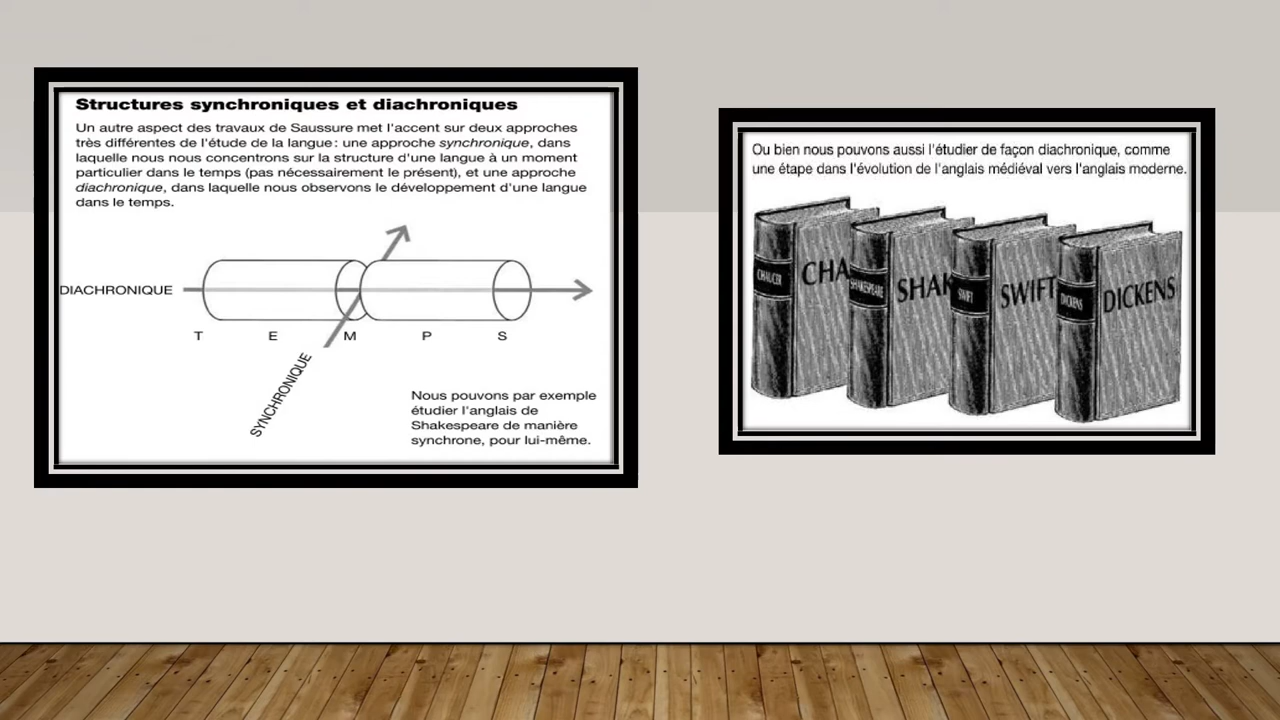 Structures synchroniques et diachroniques
Un autre aspect des travaux de Saussure met l'accent sur deux approches
très différentes de l'étude de la langue: une approche synchronique, dans
laquelle nous nous concentrons sur la structure d'une langue à un moment
particulier dans le temps (pas nécessairement le présent), et une approche
diachronique, dans laquelle nous observons le développement d'une langue
dans le temps.
DIACHRONIQUE
T E M P S
SYNCHRONIQUE
Nous pouvons par exemple
étudier l'anglais de
Shakespeare de manière
synchrone, pour lui-même.
Ou bien nous pouvons aussi l'étudier de façon diachronique, comme
une étape dans l'évolution de l'anglais médiéval vers l'anglais moderne.
CHAUCER
CHA
SHAKESPEARE
SHAK
SWIFT
SWIFT
DICKENS
DICKENS